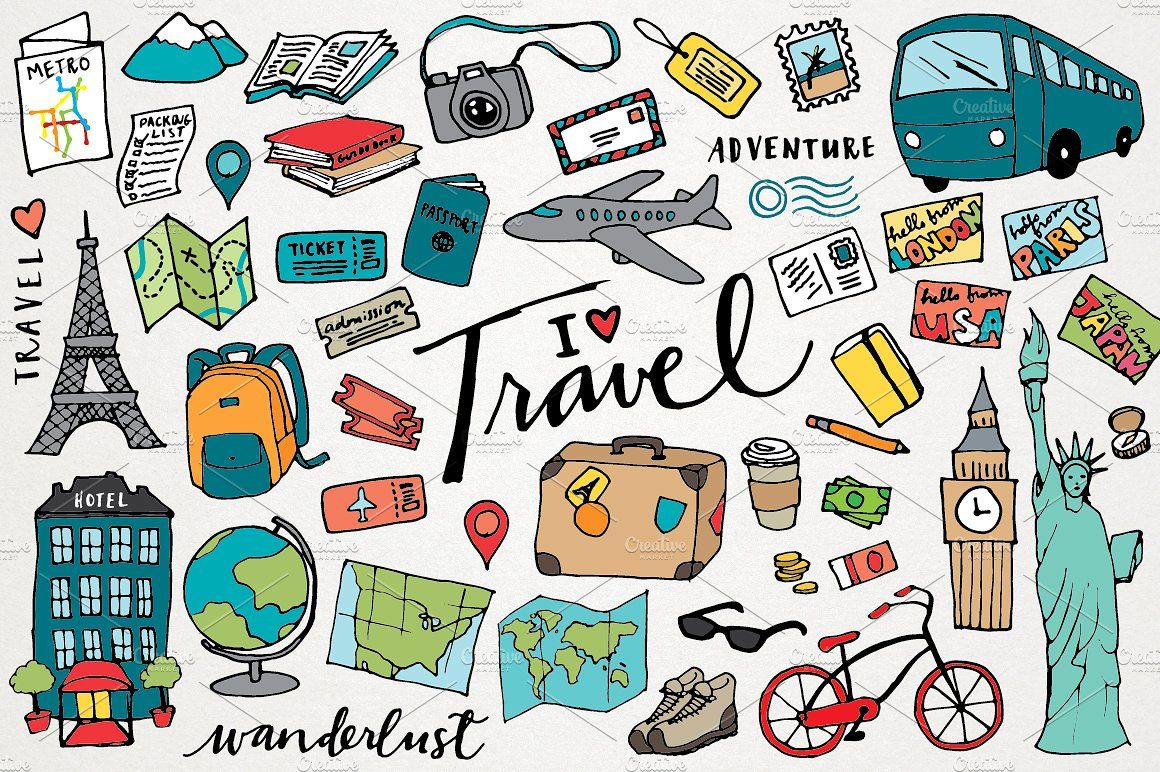 METRO
PACKING
LIST
GUIDE BOOK
ADVENTURE
TRAVEL
PASSPORT
TICKET
admission
hello from
LONDON
hello from
PARIS
hello from
USA
hello from
JAPAN
I
Travel
HOTEL
wanderlust
Creative
MARKET